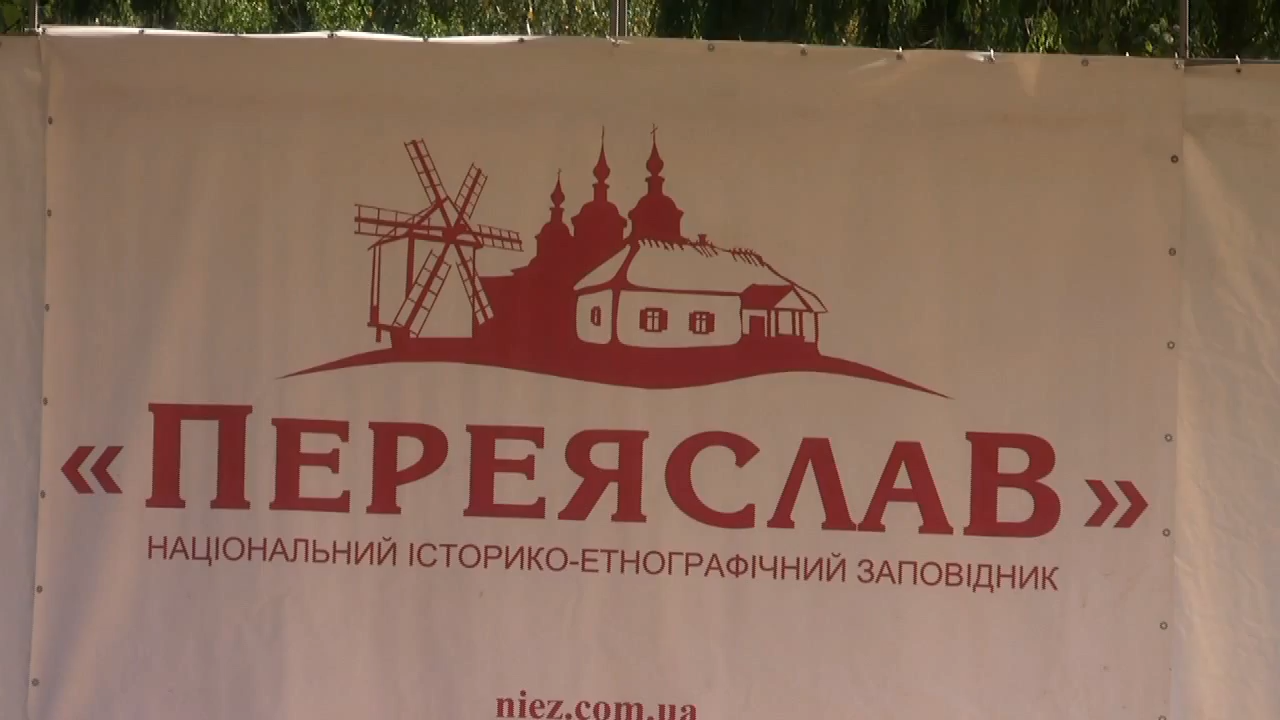 «ПЕРЕЯСЛАВ»
НАЦІОНАЛЬНИЙ ІСТОРИКО-ЕТНОГРАФІЧНИЙ ЗАПОВІДНИК
niez.com.ua